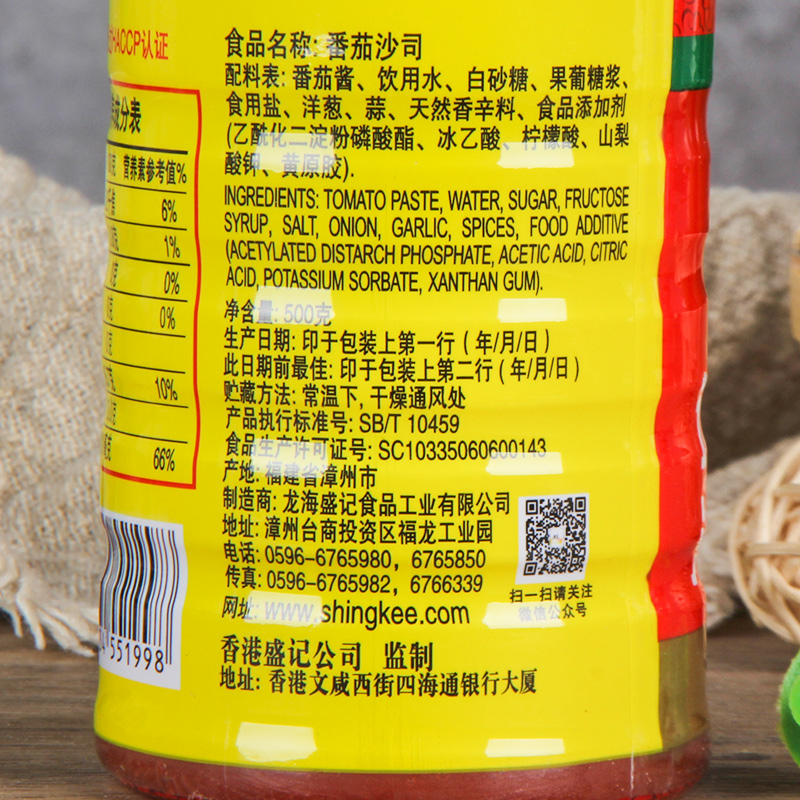 HACCP认证
成分表
营养素参考值%
6%
1%
0%
0%
10%
66%
551998
食品名称: 番茄沙司
配料表: 番茄酱、饮用水、白砂糖、果葡糖浆、
食用盐、洋葱、蒜、天然香辛料、食品添加剂
(乙酰化二淀粉磷酸酯、冰乙酸、柠檬酸、山梨
酸钾、黄原胶).
INGREDIENTS: TOMATO PASTE, WATER, SUGAR, FRUCTOSE
SYRUP, SALT, ONION, GARLIC, SPICES, FOOD ADDITIVE
(ACETYLATED DISTARCH PHOSPHATE, ACETIC ACID, CITRIC
ACID, POTASSIUM SORBATE, XANTHAN GUM).
净含量: 500克
生产日期: 印于包装上第一行 (年/月/日)
此日期前最佳: 印于包装上第二行 (年/月/日)
贮藏方法: 常温下, 干燥通风处
产品执行标准号: SB/T 10459
食品生产许可证号: SC10335060600143
产地: 福建省漳州市
制造商: 龙海盛记食品工业有限公司
地址: 漳州台商投资区福龙工业园
电话: 0596-6765980, 6765850
传真: 0596-6765982, 6766339
网址: www.shingkee.com
扫一扫请关注
微信公众号
香港盛记公司 监制
地址: 香港文咸西街四海通银行大厦